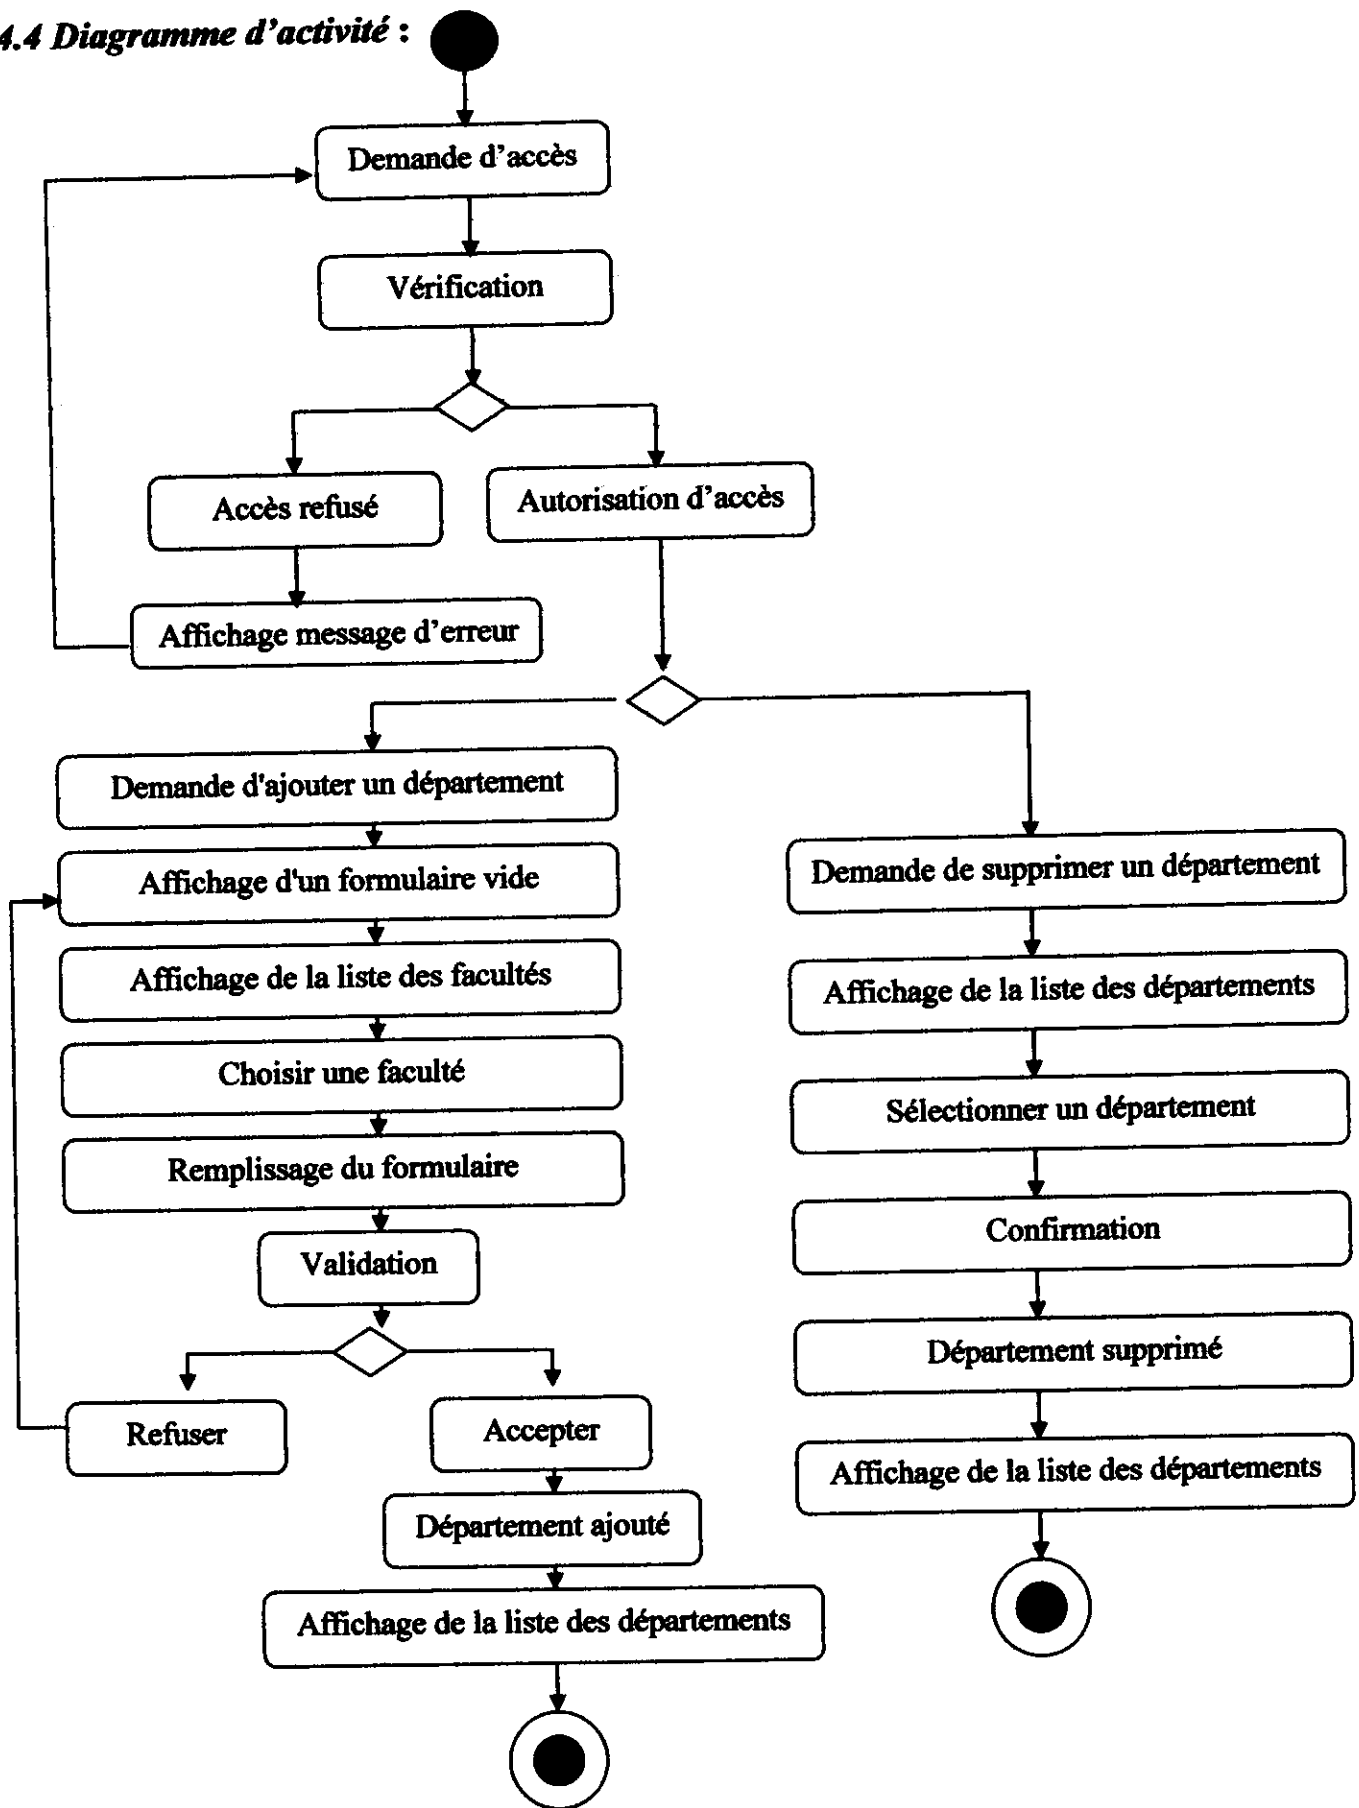 4.4 Diagramme d’activité :
Demande d’accès
Vérification
Accès refusé
Autorisation d’accès
Affichage message d’erreur
Demande d'ajouter un département
Affichage d'un formulaire vide
Affichage de la liste des facultés
Choisir une faculté
Remplissage du formulaire
Validation
Refuser
Accepter
Département ajouté
Affichage de la liste des départements
Demande de supprimer un département
Affichage de la liste des départements
Sélectionner un département
Confirmation
Département supprimé
Affichage de la liste des départements